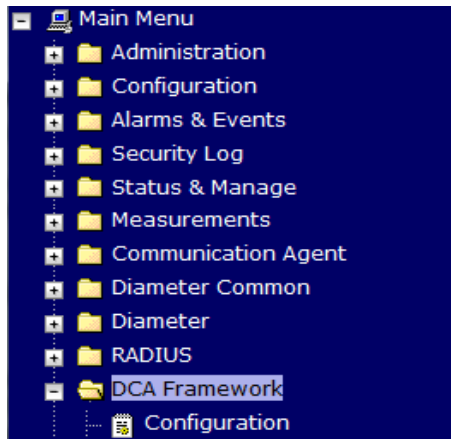 Main Menu
Administration
Configuration
Alarms & Events
Security Log
Status & Manage
Measurements
Communication Agent
Diameter Common
Diameter
RADIUS
DCA Framework
Configuration